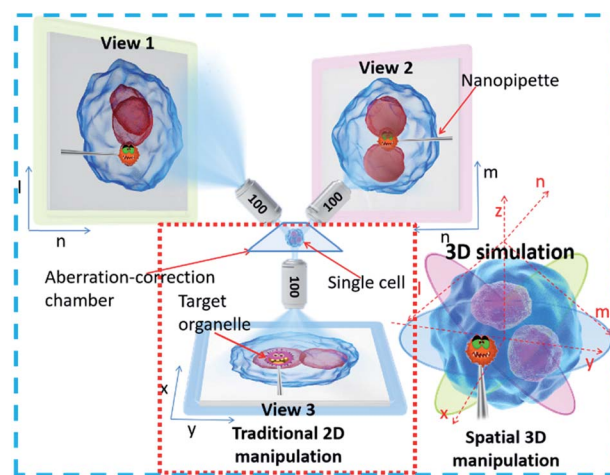 View 1
View 2
Nanopipette
l
n
100
100
m
n
Aberration-correction
chamber
Single cell
100
Target
organelle
x
y
View 3
Traditional 2D
manipulation
z
n
3D simulation
l
m
y
x
Spatial 3D
manipulation